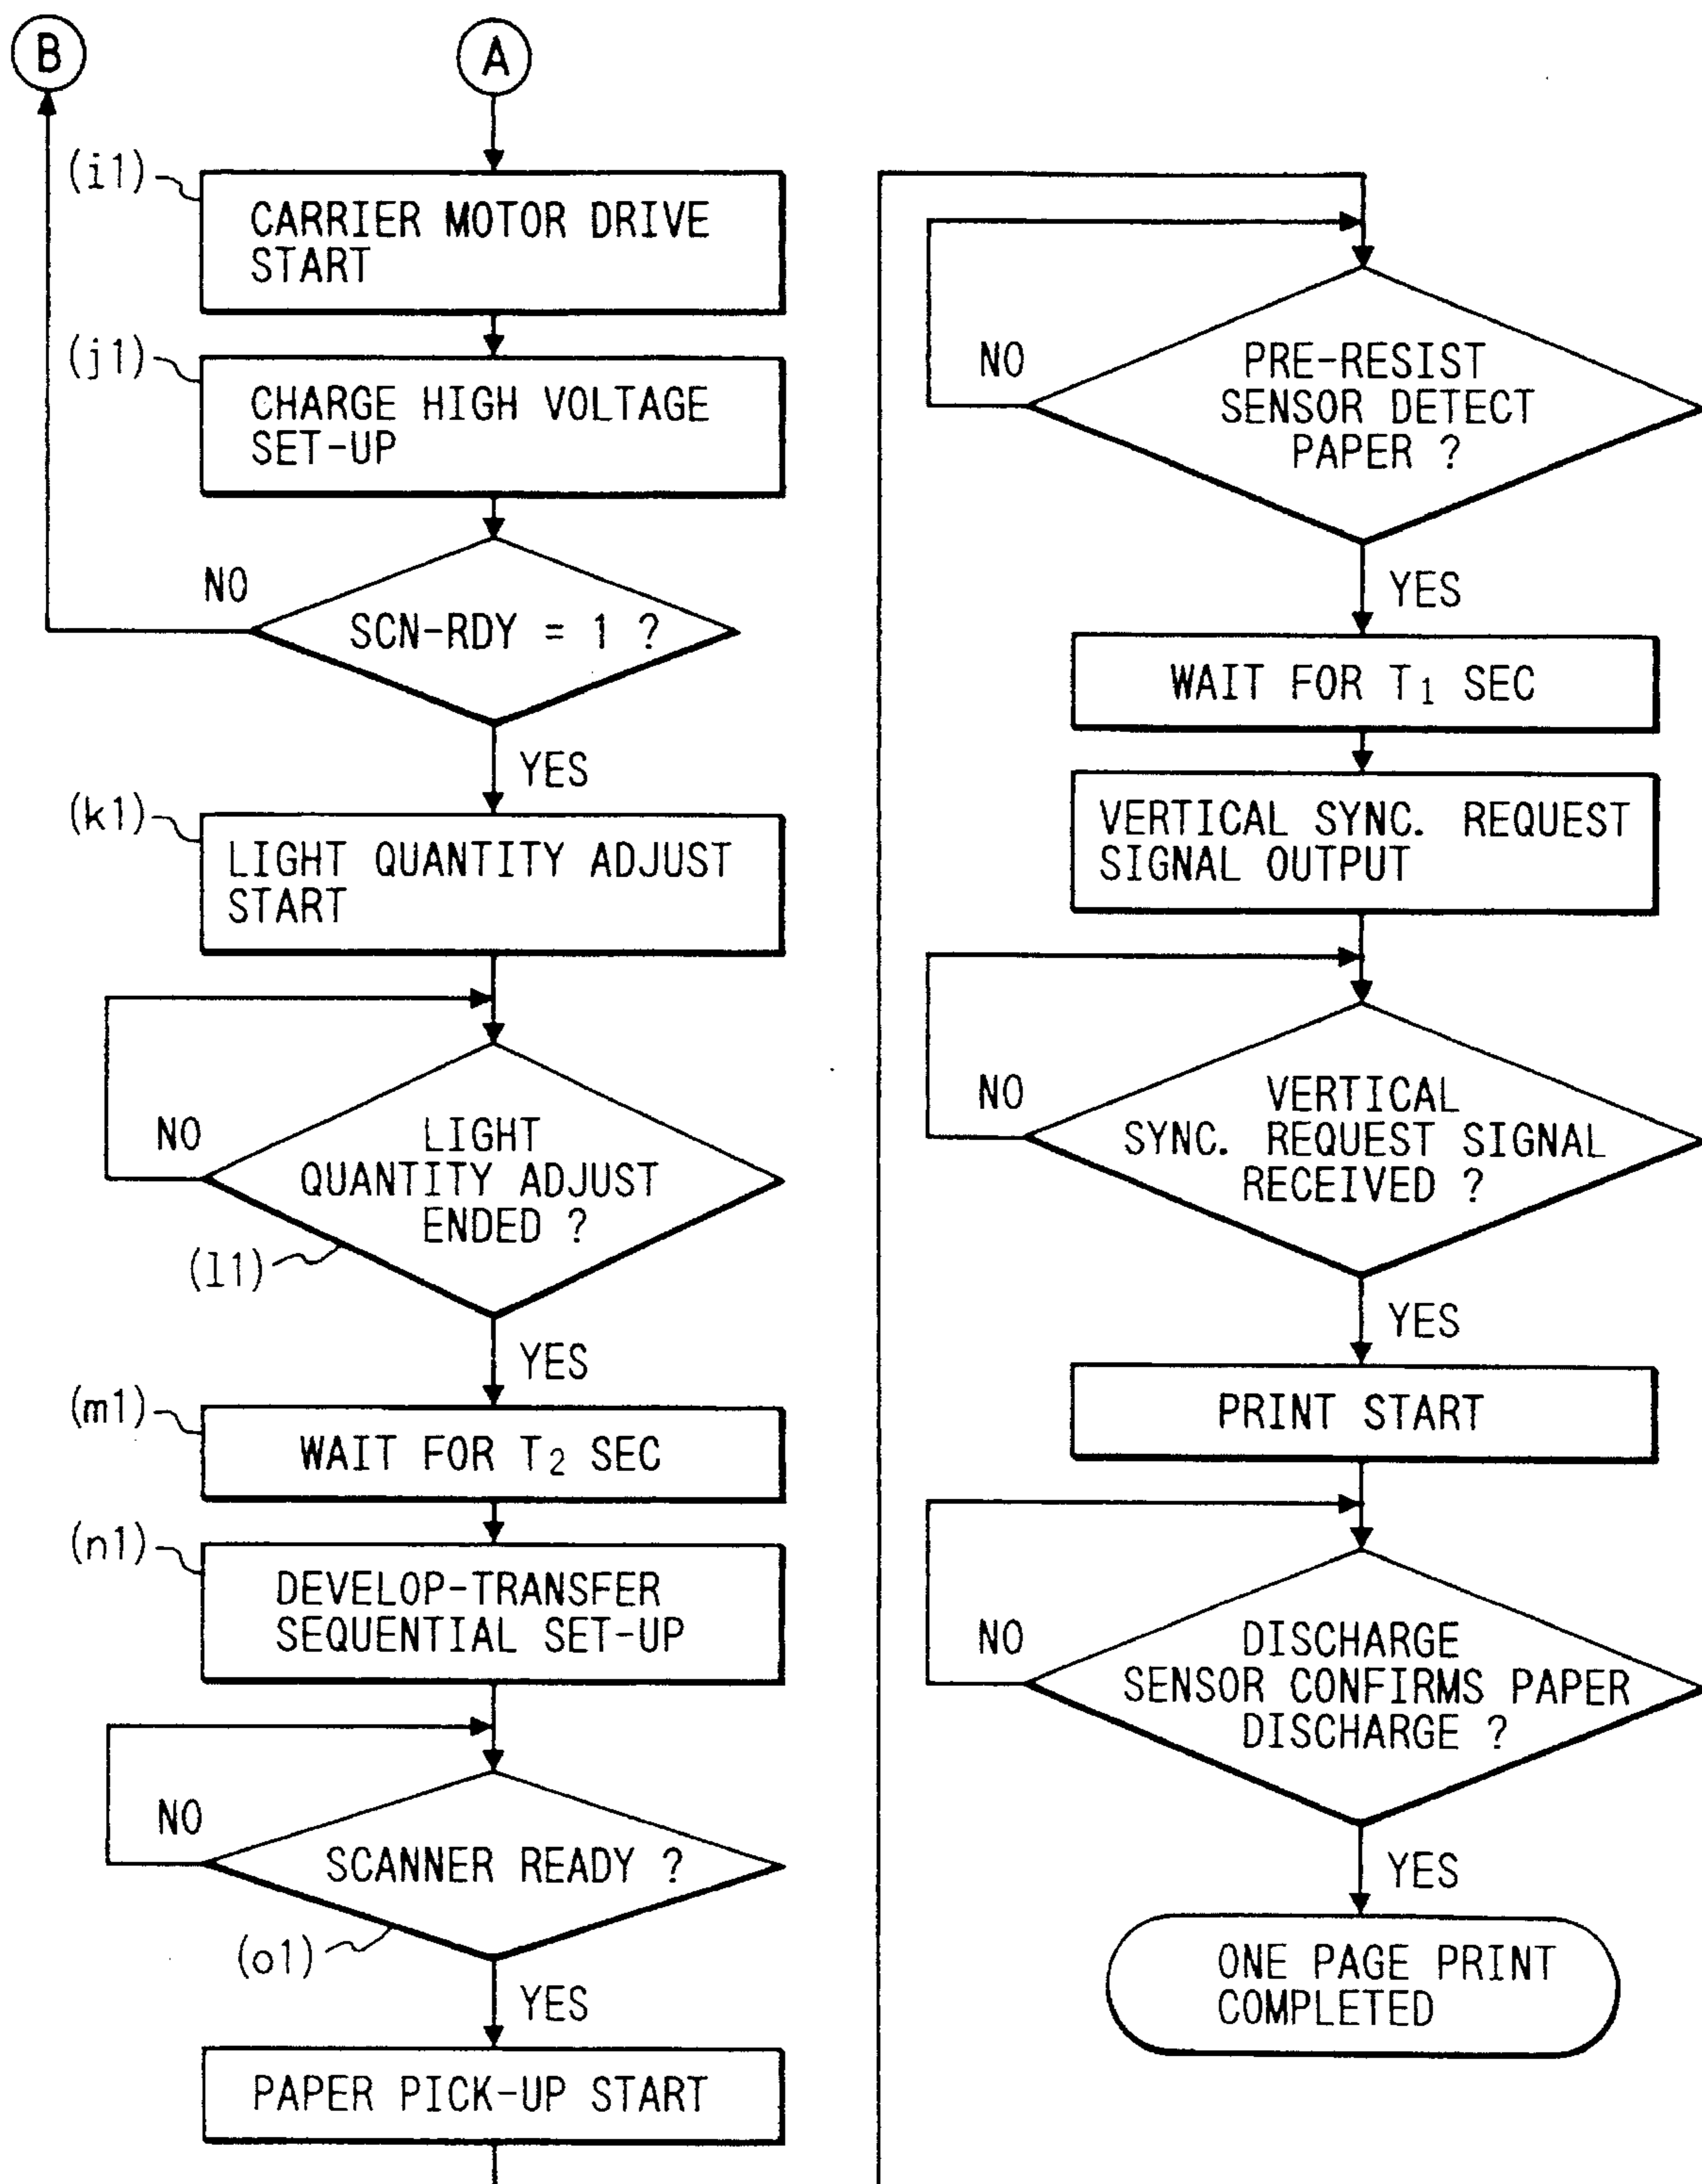 B
A
(i1)
CARRIER MOTOR DRIVE
START
(j1)
CHARGE HIGH VOLTAGE
SET-UP
NO
SCN-RDY = 1 ?
YES
(k1)
LIGHT QUANTITY ADJUST
START
NO
LIGHT
QUANTITY ADJUST
ENDED ?
(l1)
YES
(m1)
WAIT FOR T2 SEC
(n1)
DEVELOP-TRANSFER
SEQUENTIAL SET-UP
NO
SCANNER READY ?
(o1)
YES
PAPER PICK-UP START
NO
PRE-RESIST
SENSOR DETECT
PAPER ?
YES
WAIT FOR T1 SEC
VERTICAL SYNC. REQUEST
SIGNAL OUTPUT
NO
VERTICAL
SYNC. REQUEST SIGNAL
RECEIVED ?
YES
PRINT START
NO
DISCHARGE
SENSOR CONFIRMS PAPER
DISCHARGE ?
YES
ONE PAGE PRINT
COMPLETED